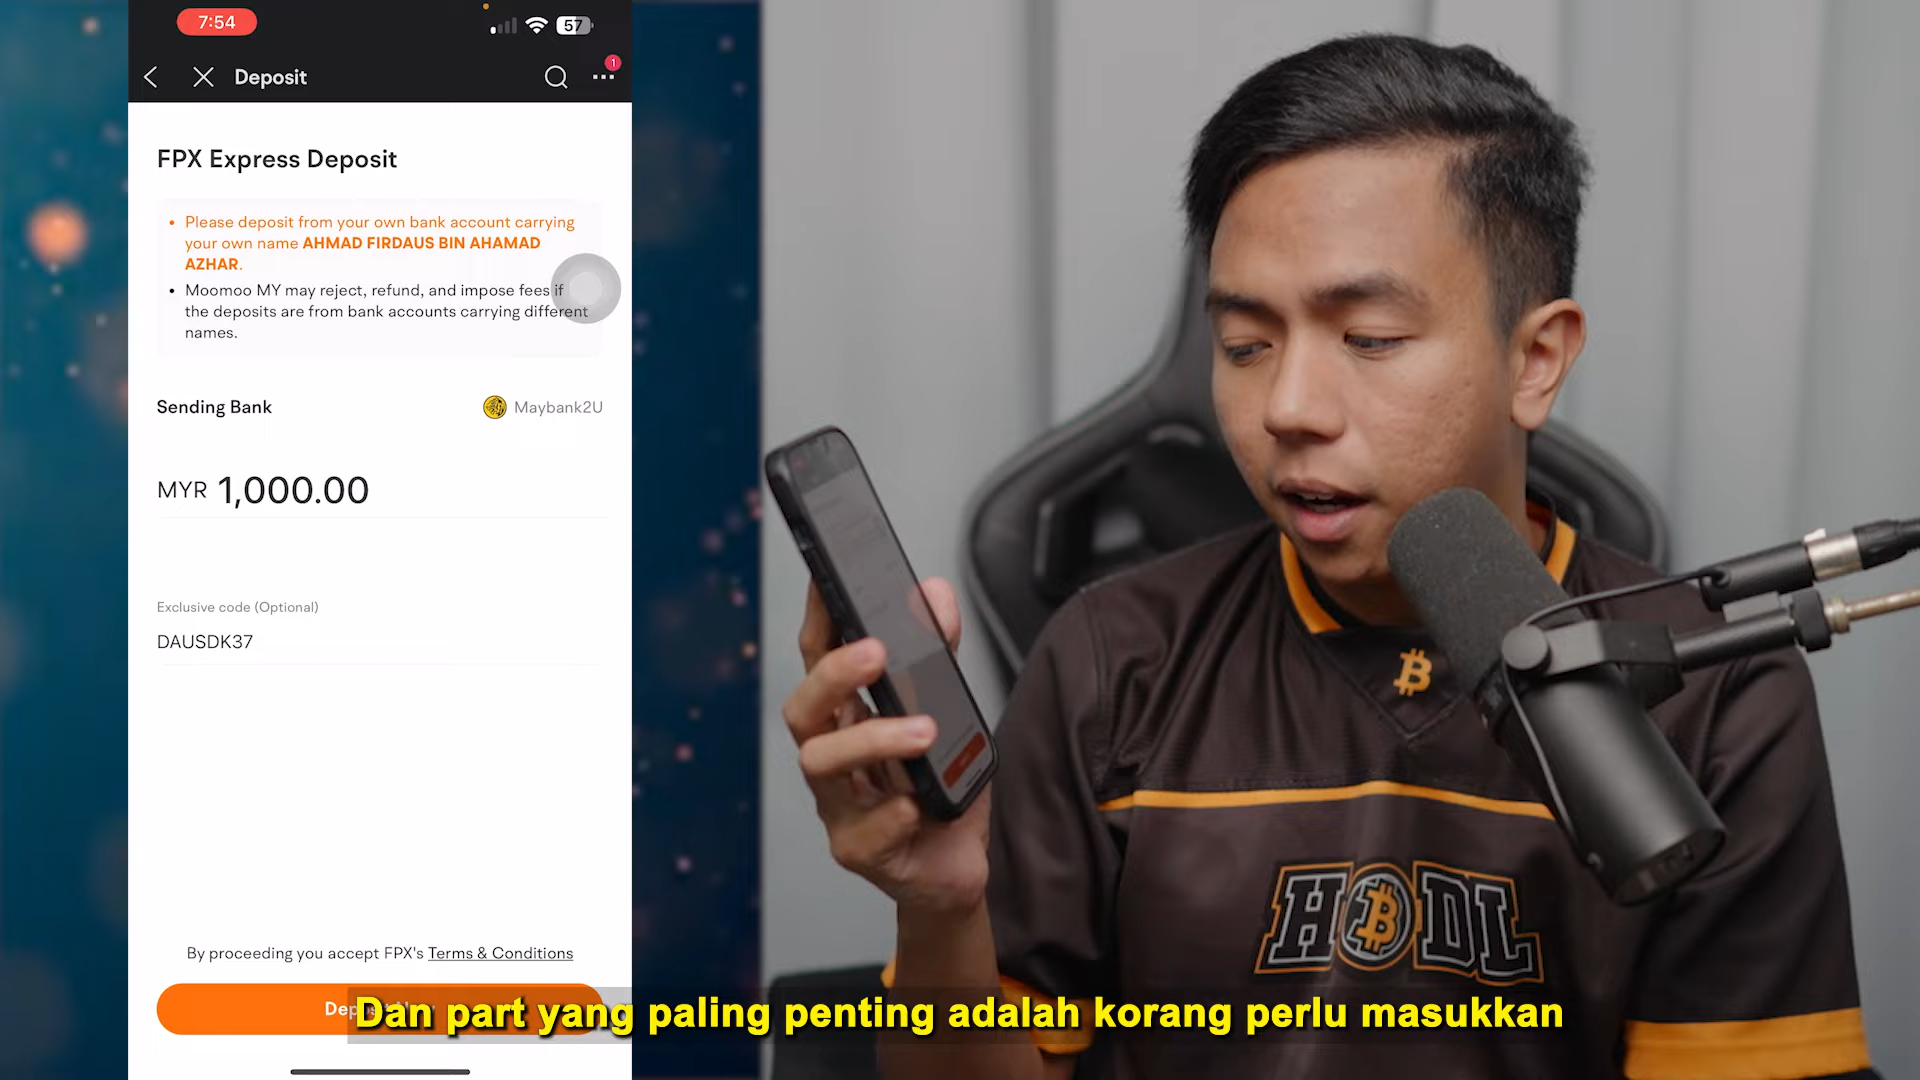 7:54
57
Deposit
1
FPX Express Deposit
• Please deposit from your own bank account carrying
your own name AHMAD FIRDAUS BIN AHAMAD
AZHAR.
• Moomoo MY may reject, refund, and impose fees if
the deposits are from bank accounts carrying different
names.
Sending Bank
Maybank2U
MYR 1,000.00
Exclusive code (Optional)
DAUSDK37
By proceeding you accept FPX's Terms & Conditions
Dan part yang paling penting adalah korang perlu masukkan
HODL